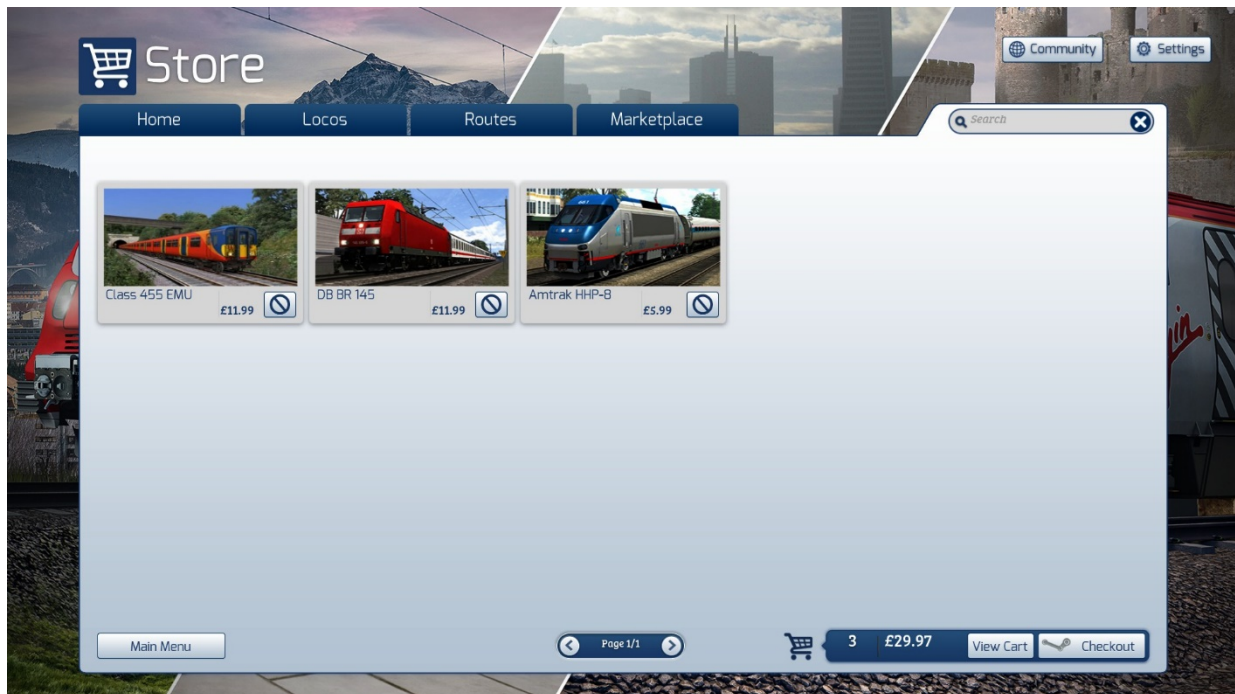 Store
Community
Settings
Home
Locos
Routes
Marketplace
Search
Class 455 EMU
£11.99
DB BR 145
£11.99
Amtrak HHP-8
£5.99
Main Menu
Page 1/1
3
£29.97
View Cart
Checkout